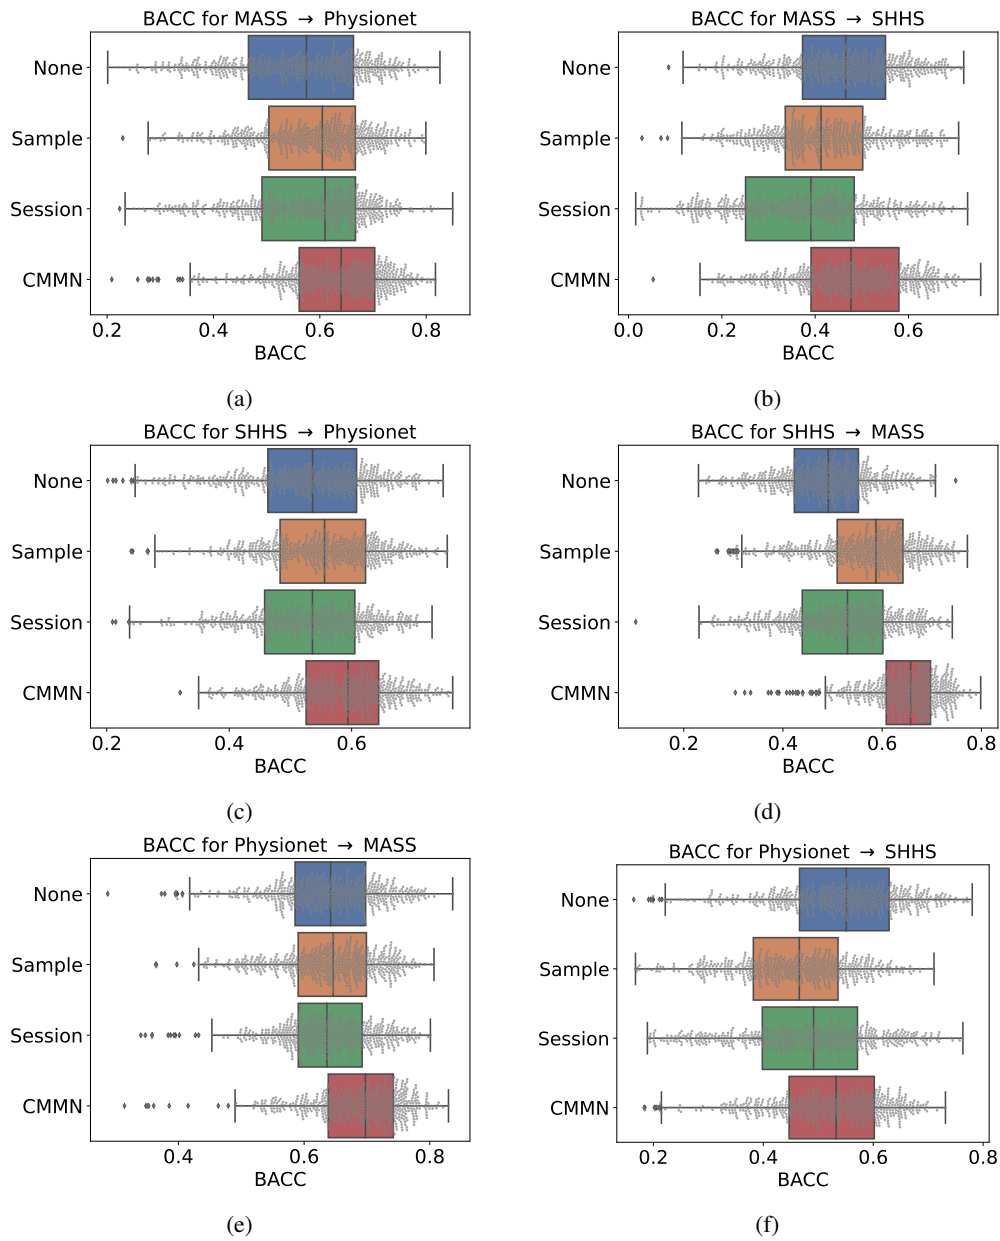 BACC for MASS → Physionet
None
Sample
Session
CMMN
0.2 0.4 0.6 0.8
BACC
(a)
BACC for MASS → SHHS
None
Sample
Session
CMMN
0.0 0.2 0.4 0.6
BACC
(b)
BACC for SHHS → Physionet
None
Sample
Session
CMMN
0.2 0.4 0.6
BACC
(c)
BACC for SHHS → MASS
None
Sample
Session
CMMN
0.2 0.4 0.6 0.8
BACC
(d)
BACC for Physionet → MASS
None
Sample
Session
CMMN
0.4 0.6 0.8
BACC
(e)
BACC for Physionet → SHHS
None
Sample
Session
CMMN
0.2 0.4 0.6 0.8
BACC
(f)